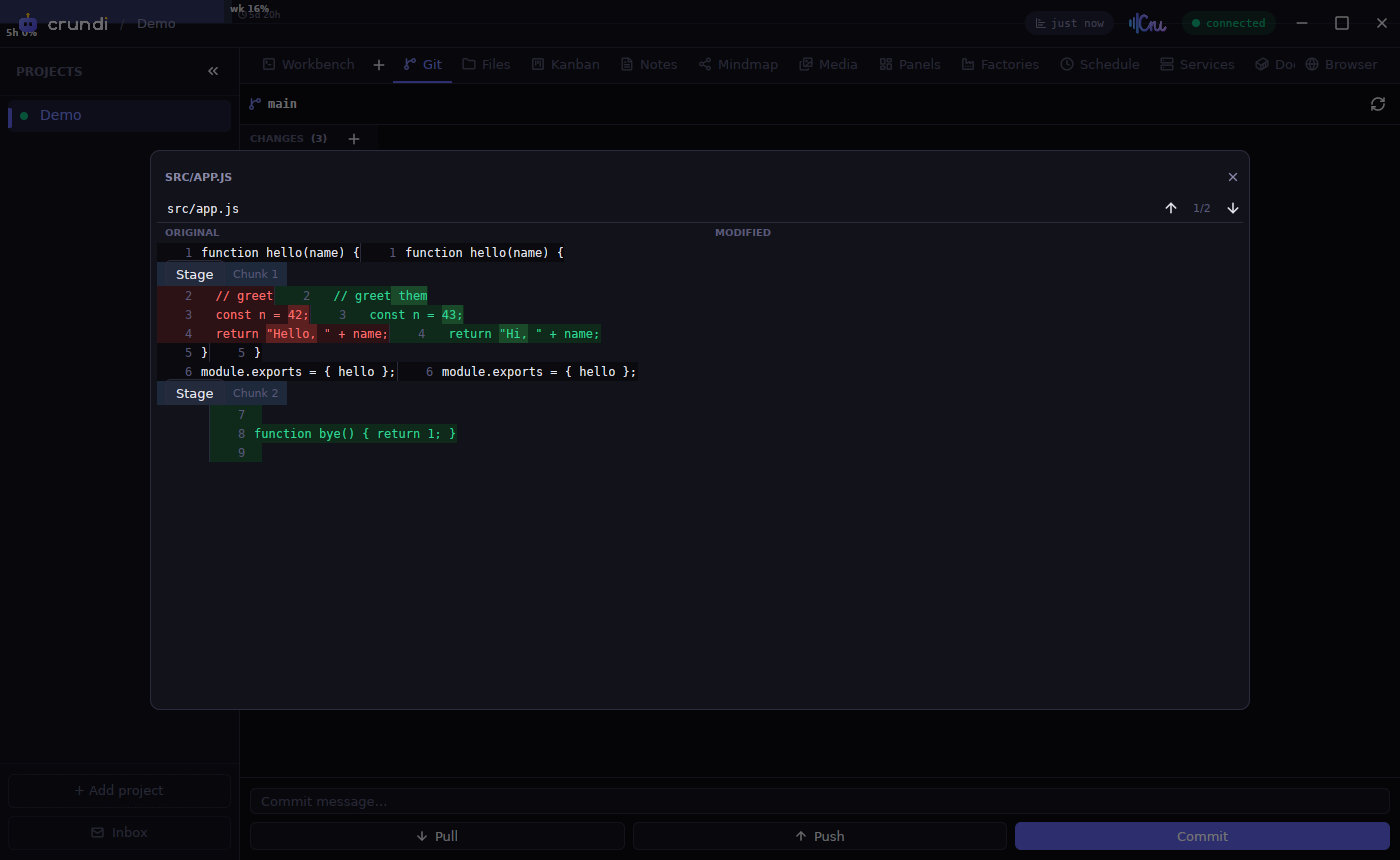 wk 16%
5d 20h
5h 0%
crundi / Demo
just now
Cru
connected
PROJECTS
Workbench
Git
Files
Kanban
Notes
Mindmap
Media
Panels
Factories
Schedule
Services
Doc
Browser
Demo
main
CHANGES (3)
SRC/APP.JS
src/app.js
1/2
ORIGINAL MODIFIED
1 function hello(name) { 1 function hello(name) {
Stage Chunk 1
2 // greet 2 // greet them
3 const n = 42; 3 const n = 43;
4 return "Hello, " + name; 4 return "Hi, " + name;
5 } 5 }
6 module.exports = { hello }; 6 module.exports = { hello };
Stage Chunk 2
7
8 function bye() { return 1; }
9
+ Add project
Inbox
Commit message...
Pull
Push
Commit